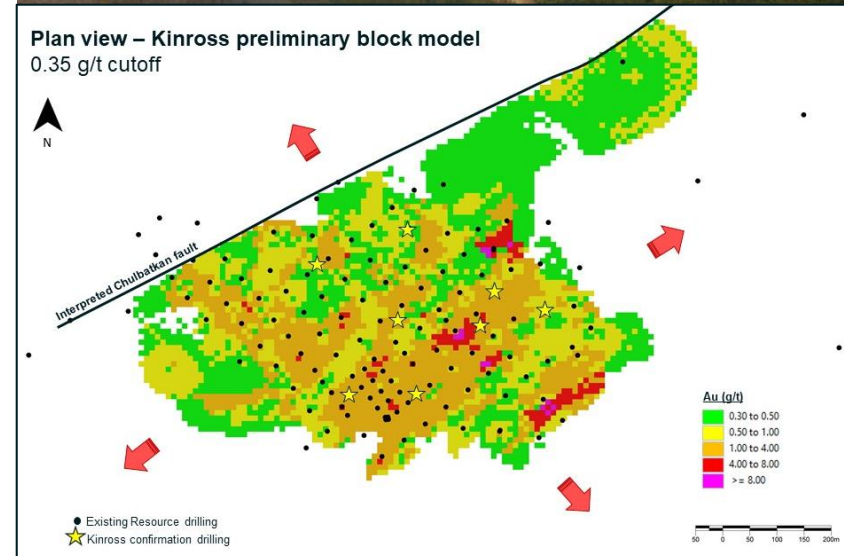 Plan view – Kinross preliminary block model
0.35 g/t cutoff
N
Interpreted Chulbatkan fault
Au (g/t)
0.30 to 0.50
0.50 to 1.00
1.00 to 4.00
4.00 to 8.00
>= 8.00
Existing Resource drilling
Kinross confirmation drilling
50 0 50 100 150 200m